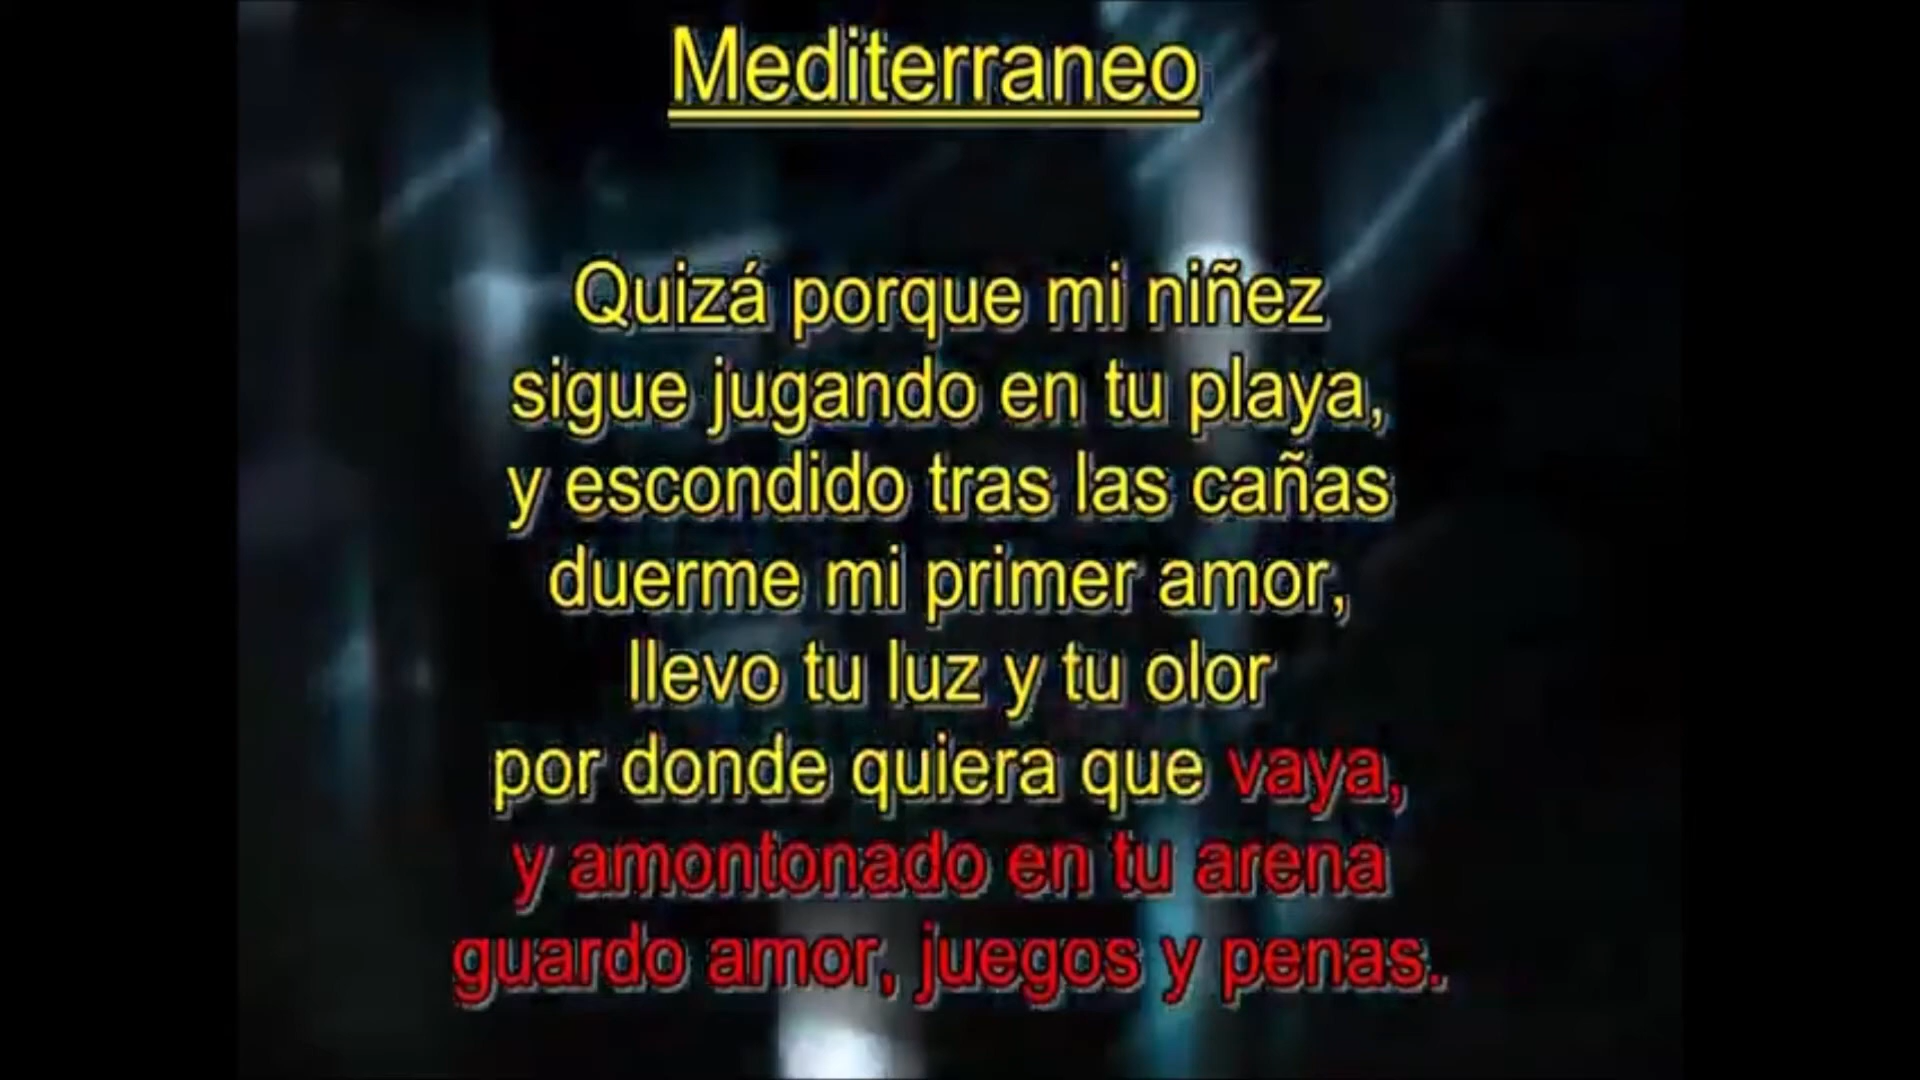 Mediterraneo
Quizá porque mi niñez
sigue jugando en tu playa,
y escondido tras las cañas
duerme mi primer amor,
llevo tu luz y tu olor
por donde quiera que vaya,
y amontonado en tu arena
guardo amor, juegos y penas.